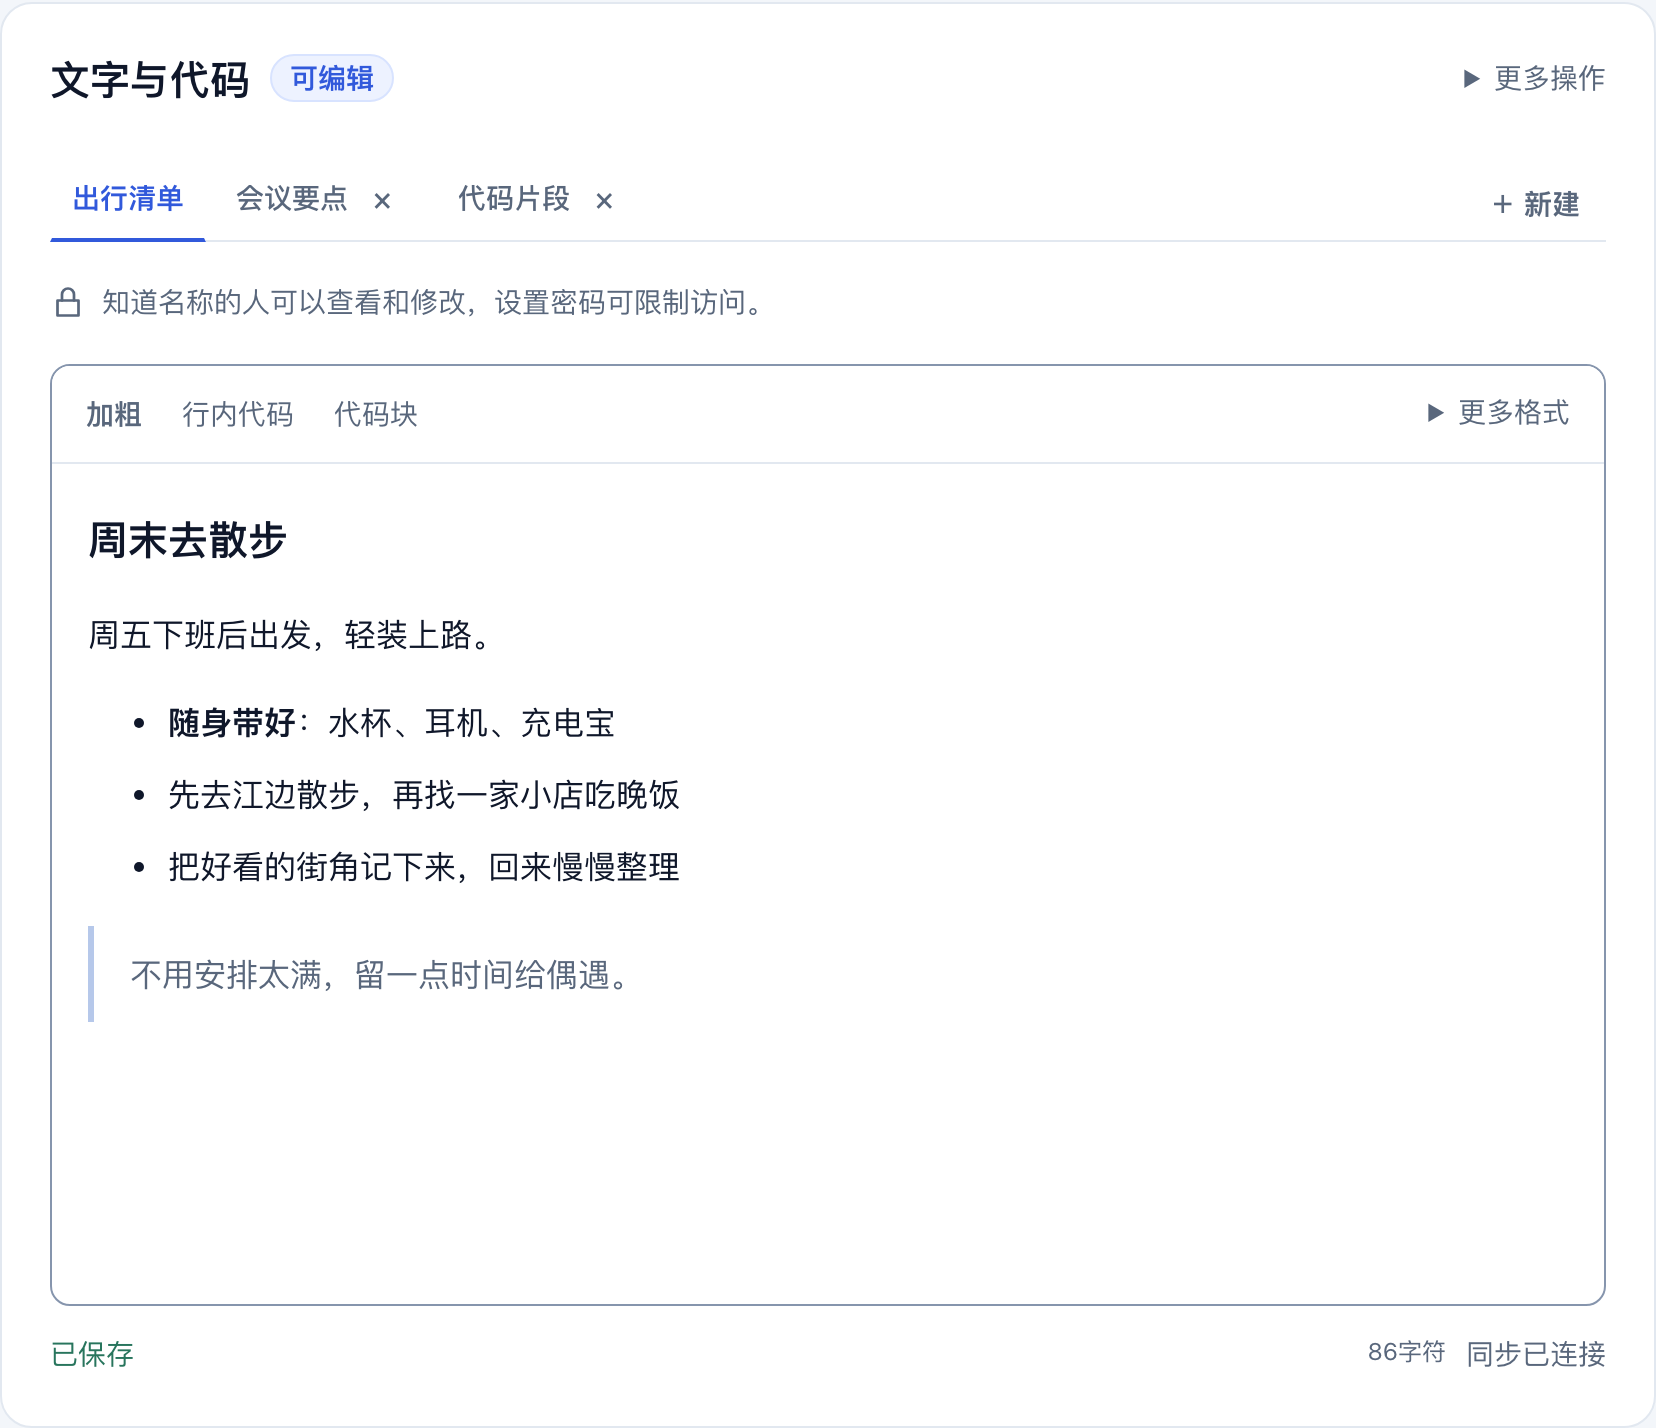 文字与代码 可编辑 ▶ 更多操作
出行清单 会议要点 × 代码片段 × + 新建
知道名称的人可以查看和修改，设置密码可限制访问。
加粗 行内代码 代码块 ▶ 更多格式
周末去散步
周五下班后出发，轻装上路。
• 随身带好：水杯、耳机、充电宝
• 先去江边散步，再找一家小店吃晚饭
• 把好看的街角记下来，回来慢慢整理
不用安排太满，留一点时间给偶遇。
已保存 86字符 同步已连接